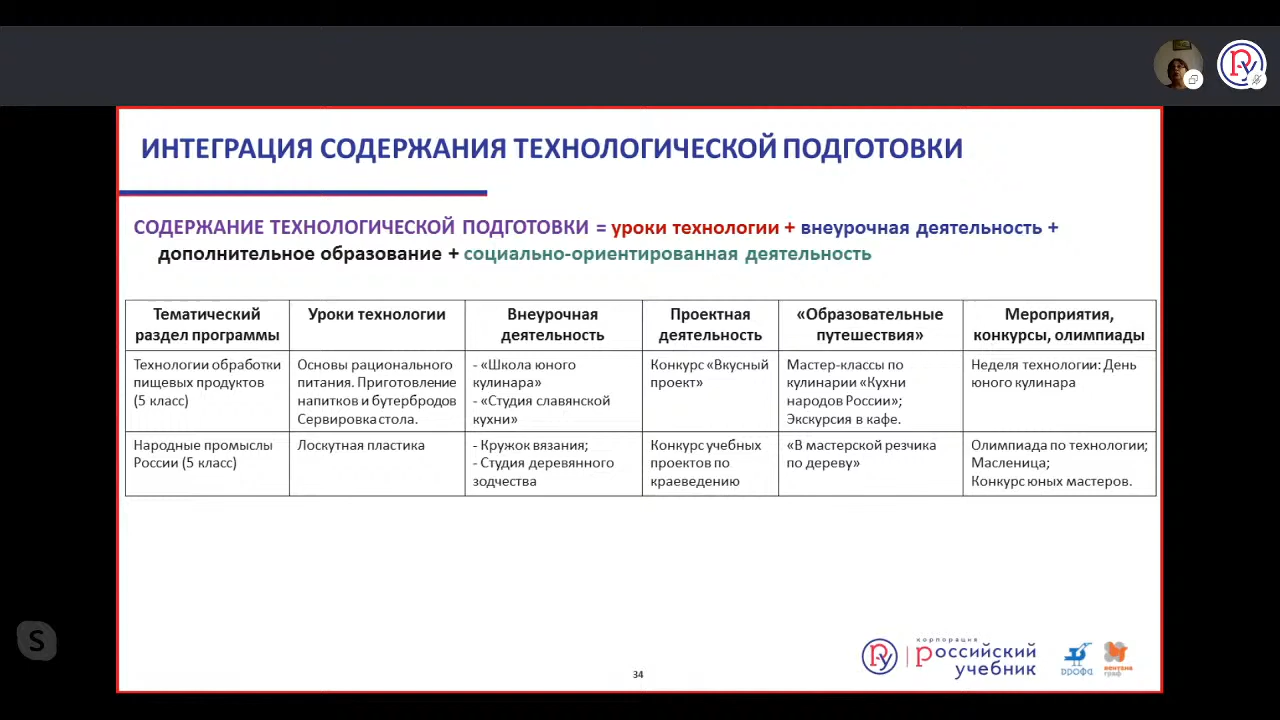 ИНТЕГРАЦИЯ СОДЕРЖАНИЯ ТЕХНОЛОГИЧЕСКОЙ ПОДГОТОВКИ
СОДЕРЖАНИЕ ТЕХНОЛОГИЧЕСКОЙ ПОДГОТОВКИ = уроки технологии + внеурочная деятельность +
дополнительное образование + социально-ориентированная деятельность
Тематический
раздел программы
Уроки технологии
Внеурочная
деятельность
Проектная
деятельность
«Образовательные
путешествия»
Мероприятия,
конкурсы, олимпиады
Технологии обработки
пищевых продуктов
(5 класс)
Основы рационального
питания. Приготовление
напитков и бутербродов
Сервировка стола.
- «Школа юного
кулинара»
- «Студия славянской
кухни»
Конкурс «Вкусный
проект»
Мастер-классы по
кулинарии «Кухни
народов России»;
Экскурсия в кафе.
Неделя технологии: День
юного кулинара
Народные промыслы
России (5 класс)
Лоскутная пластика
- Кружок вязания;
- Студия деревянного
зодчества
Конкурс учебных
проектов по
краеведению
«В мастерской резчика
по дереву»
Олимпиада по технологии;
Масленица;
Конкурс юных мастеров.
корпорация
российский
учебник
дрофа
вентана
граф
34
S